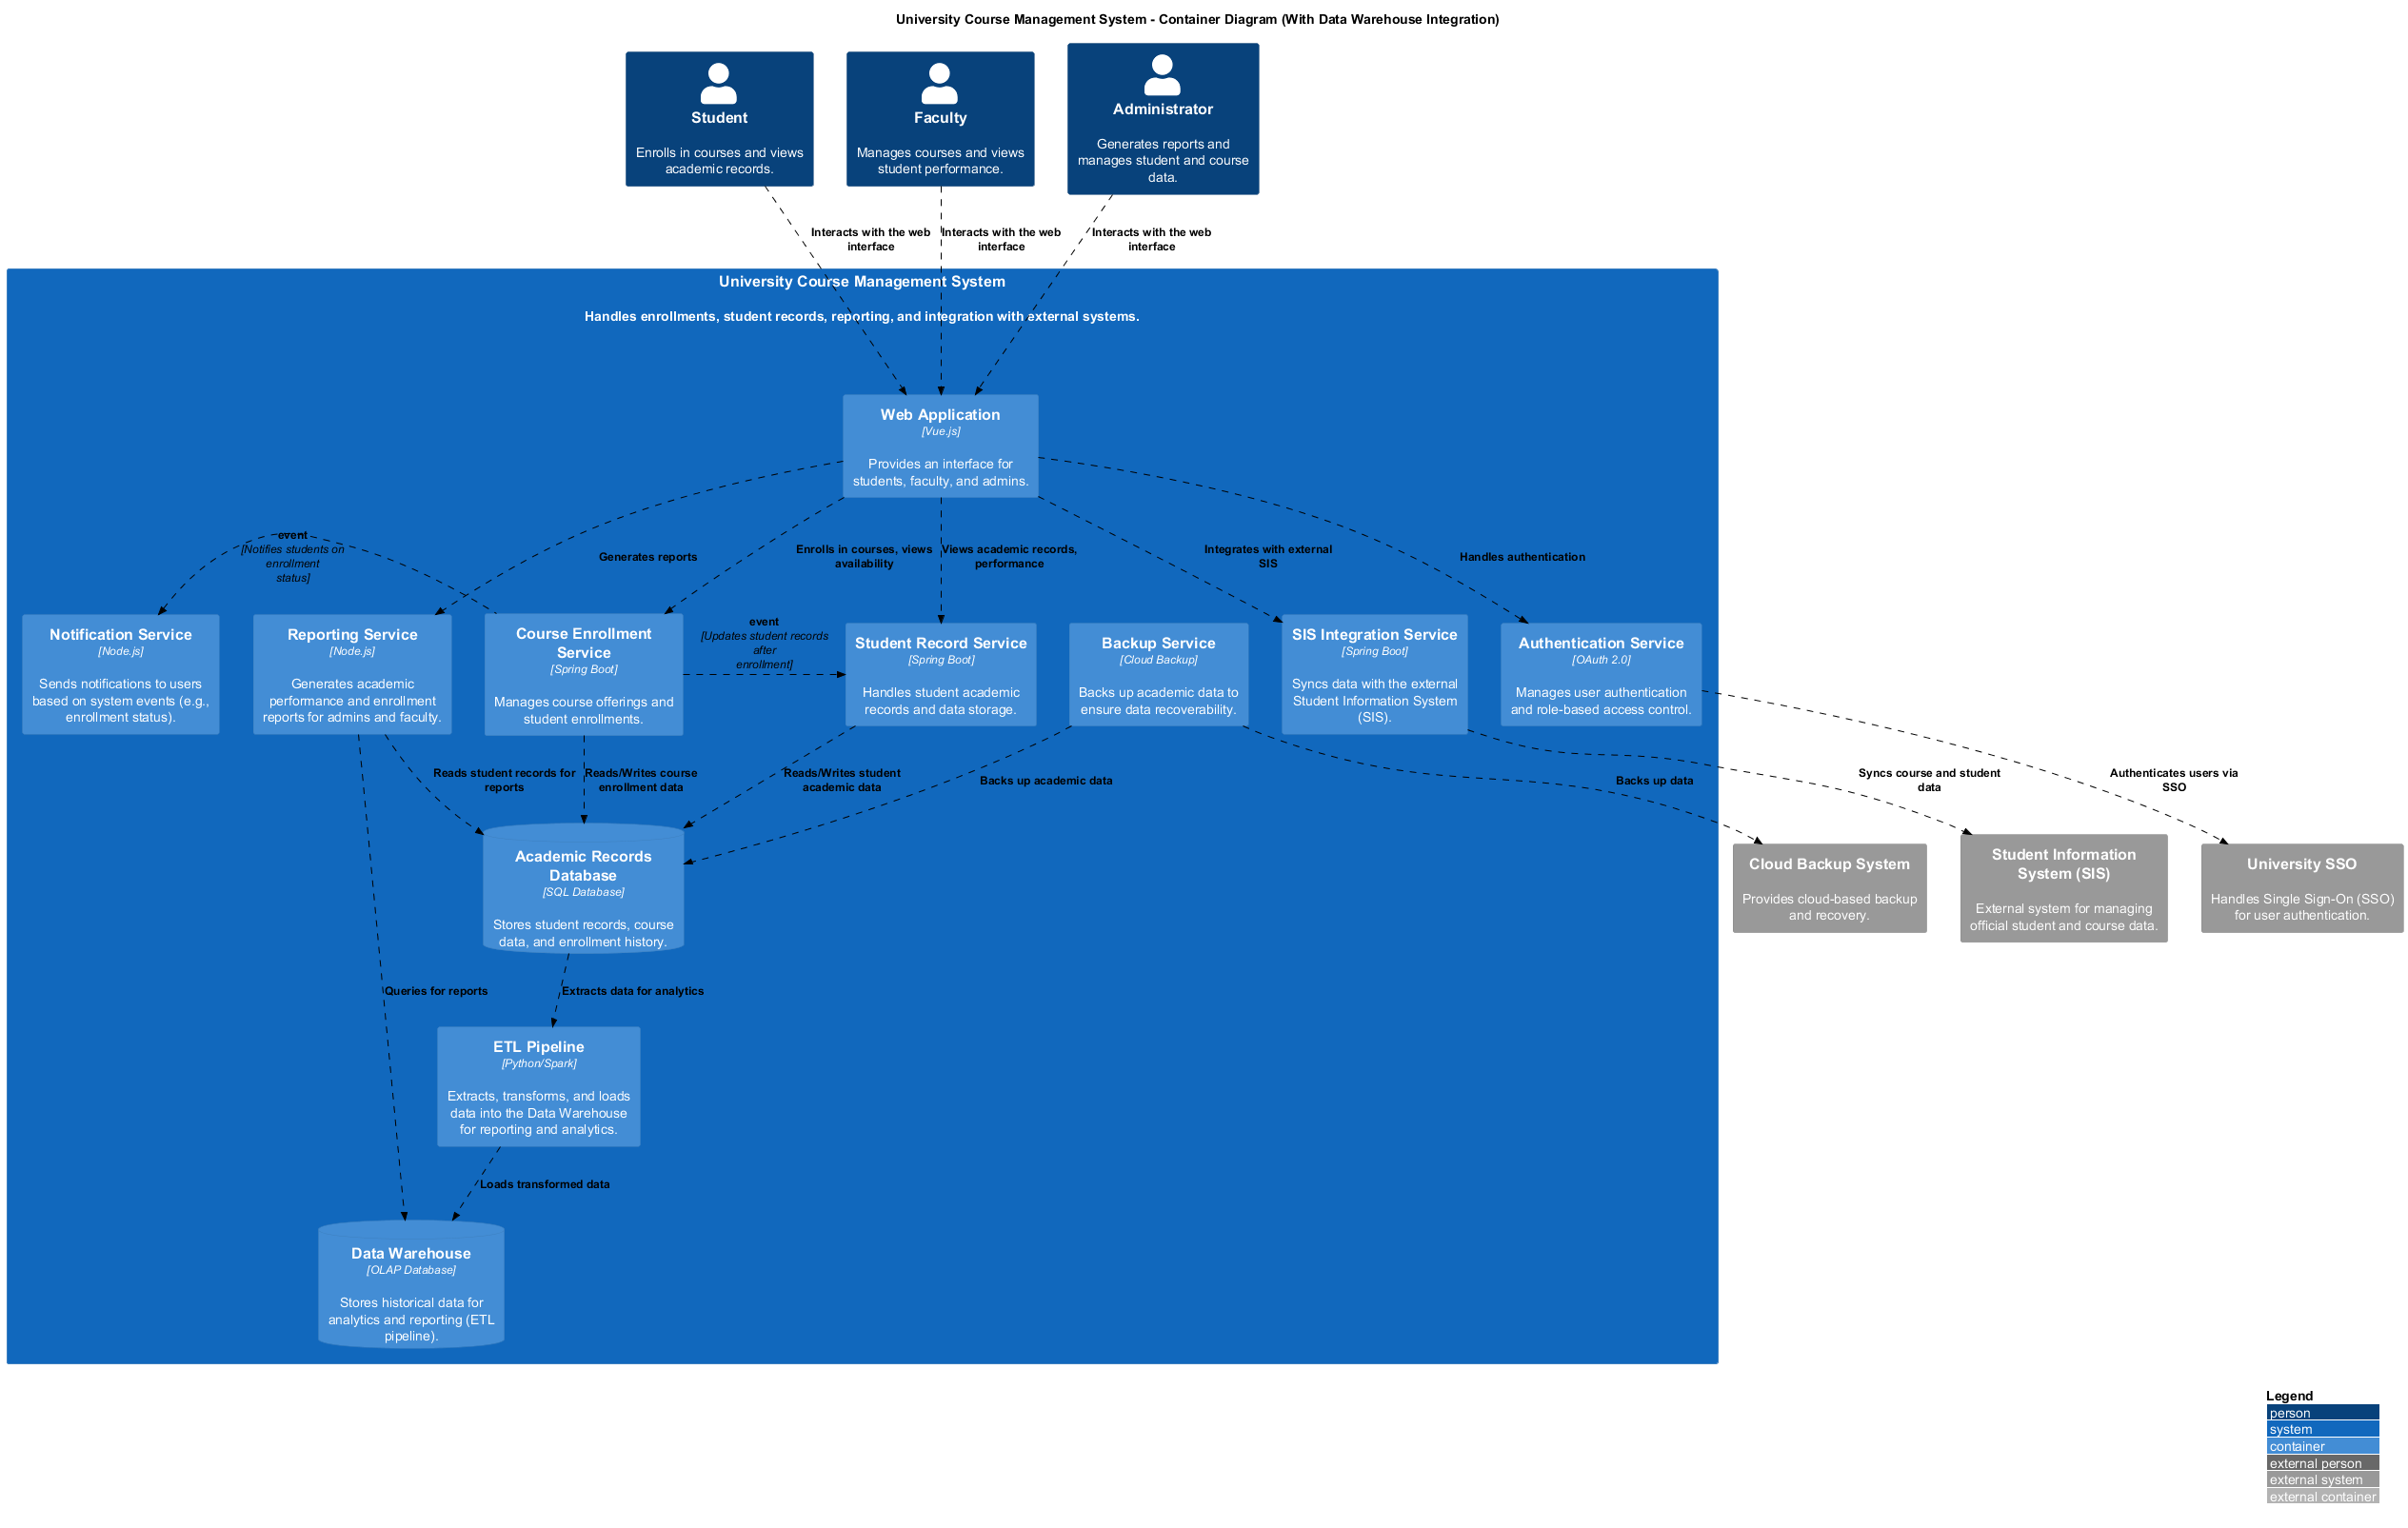 University Course Management System - Container Diagram (With Data Warehouse Integration)
Student
Enrolls in courses and views
academic records.
Faculty
Manages courses and views
student performance.
Administrator
Generates reports and
manages student and course
data.
Interacts with the web
interface
Interacts with the web
interface
Interacts with the web
interface
University Course Management System
Handles enrollments, student records, reporting, and integration with external systems.
Web Application
[Vue.js]
Provides an interface for
students, faculty, and admins.
event
[Notifies students on
enrollment
status]
Generates reports
Enrolls in courses, views
availability
Views academic records,
performance
Integrates with external
SIS
Handles authentication
Notification Service
[Node.js]
Sends notifications to users
based on system events (e.g.,
enrollment status).
Reporting Service
[Node.js]
Generates academic
performance and enrollment
reports for admins and faculty.
Course Enrollment
Service
[Spring Boot]
Manages course offerings and
student enrollments.
event
[Updates student records
after
enrollment]
Student Record Service
[Spring Boot]
Handles student academic
records and data storage.
Backup Service
[Cloud Backup]
Backs up academic data to
ensure data recoverability.
SIS Integration Service
[Spring Boot]
Syncs data with the external
Student Information System
(SIS).
Authentication Service
[OAuth 2.0]
Manages user authentication
and role-based access control.
Reads student records for
reports
Reads/Writes course
enrollment data
Reads/Writes student
academic data
Backs up academic data
Backs up data
Syncs course and student
data
Authenticates users via
SSO
Academic Records
Database
[SQL Database]
Stores student records, course
data, and enrollment history.
Cloud Backup System
Provides cloud-based backup
and recovery.
Student Information
System (SIS)
External system for managing
official student and course data.
University SSO
Handles Single Sign-On (SSO)
for user authentication.
Queries for reports
Extracts data for analytics
ETL Pipeline
[Python/Spark]
Extracts, transforms, and loads
data into the Data Warehouse
for reporting and analytics.
Loads transformed data
Data Warehouse
[OLAP Database]
Stores historical data for
analytics and reporting (ETL
pipeline).
Legend
person
system
container
external person
external system
external container